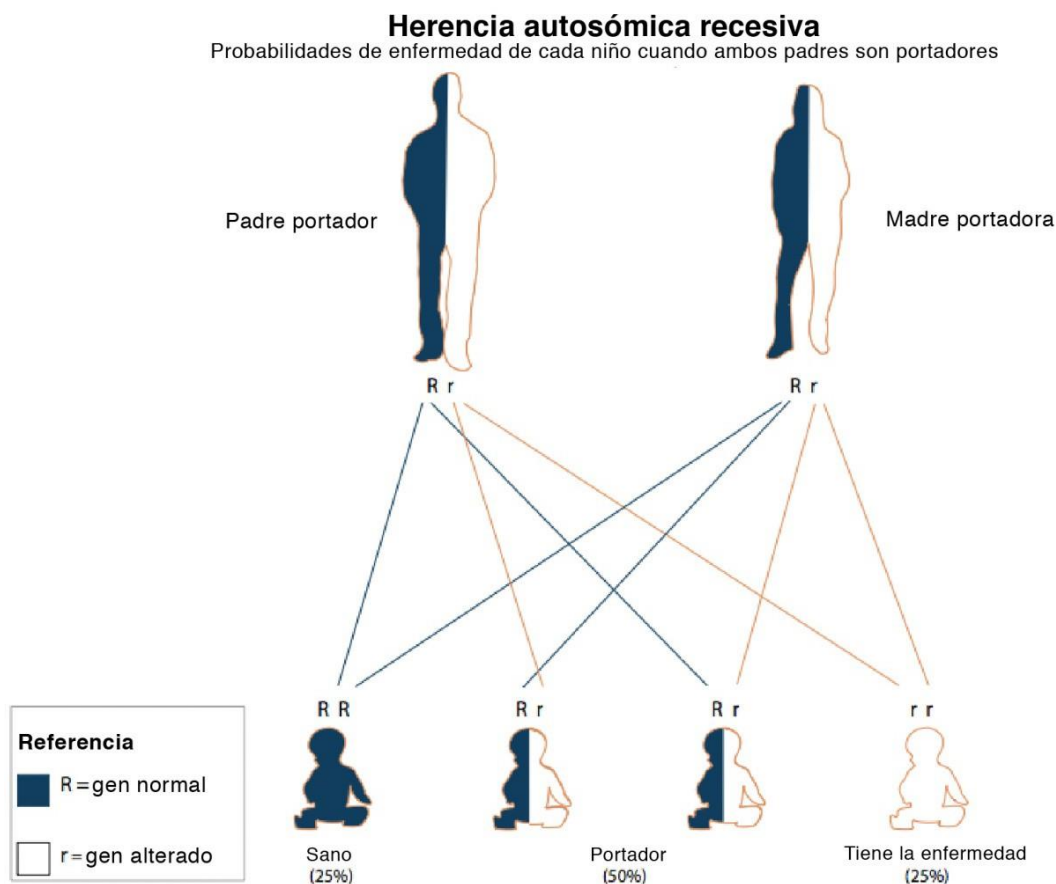 Herencia autosómica recesiva
Probabilidades de enfermedad de cada niño cuando ambos padres son portadores
Padre portador
Madre portadora
R r
R r
R R
R r
R r
r r
Referencia
R=gen normal
r=gen alterado
Sano
(25%)
Portador
(50%)
Tiene la enfermedad
(25%)